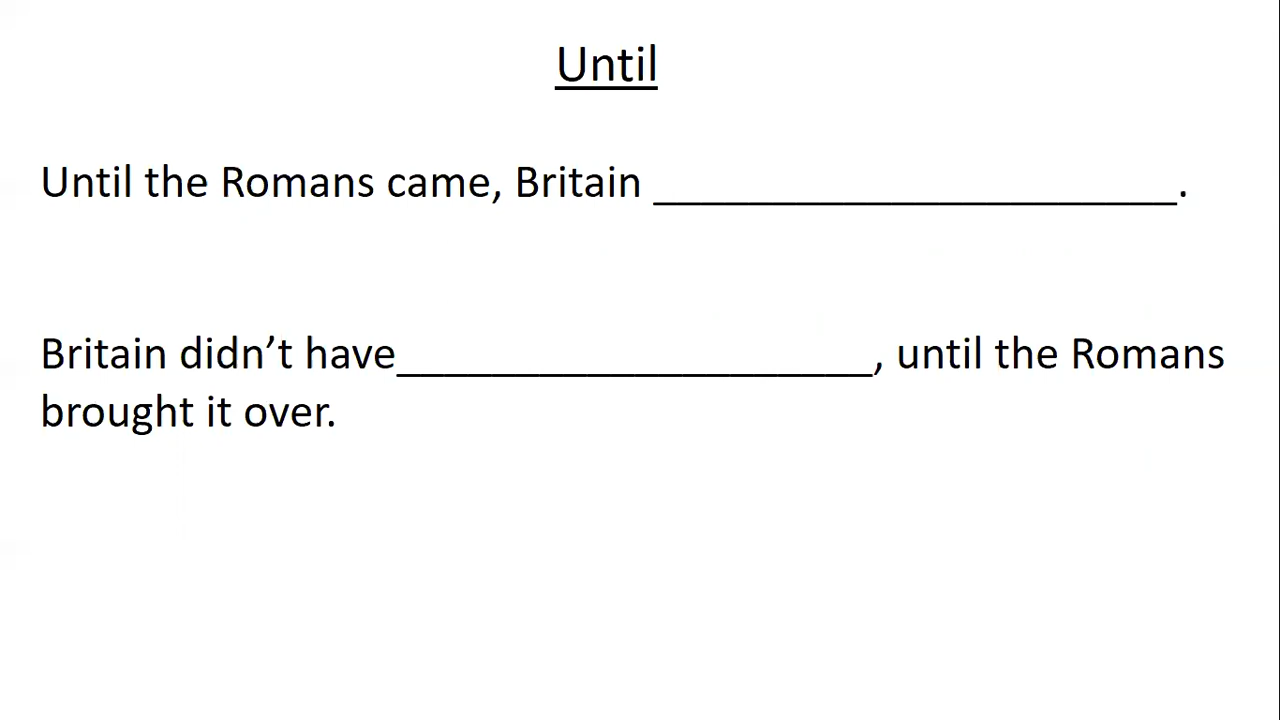 Until
Until the Romans came, Britain ______________________.
Britain didn’t have____________________, until the Romans
brought it over.